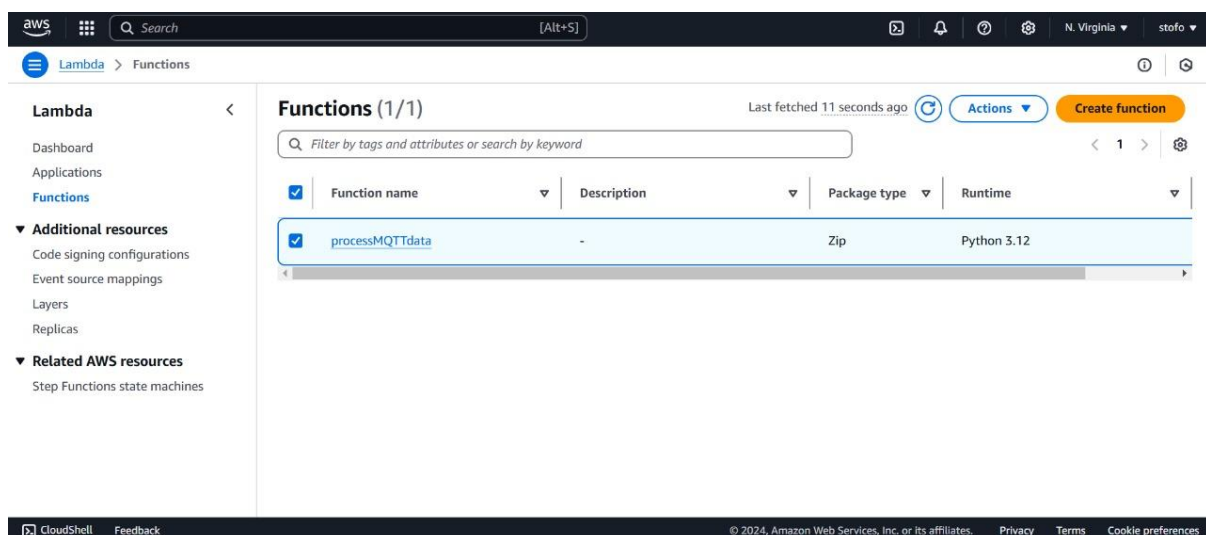 aws Search [Alt+S] N. Virginia stofo
Lambda > Functions
Lambda
Dashboard
Applications
Functions
Additional resources
Code signing configurations
Event source mappings
Layers
Replicas
Related AWS resources
Step Functions state machines
Functions (1/1) Last fetched 11 seconds ago Actions Create function
Filter by tags and attributes or search by keyword 1
Function name Description Package type Runtime
processMQTTdata - Zip Python 3.12
CloudShell Feedback © 2024, Amazon Web Services, Inc. or its affiliates. Privacy Terms Cookie preferences